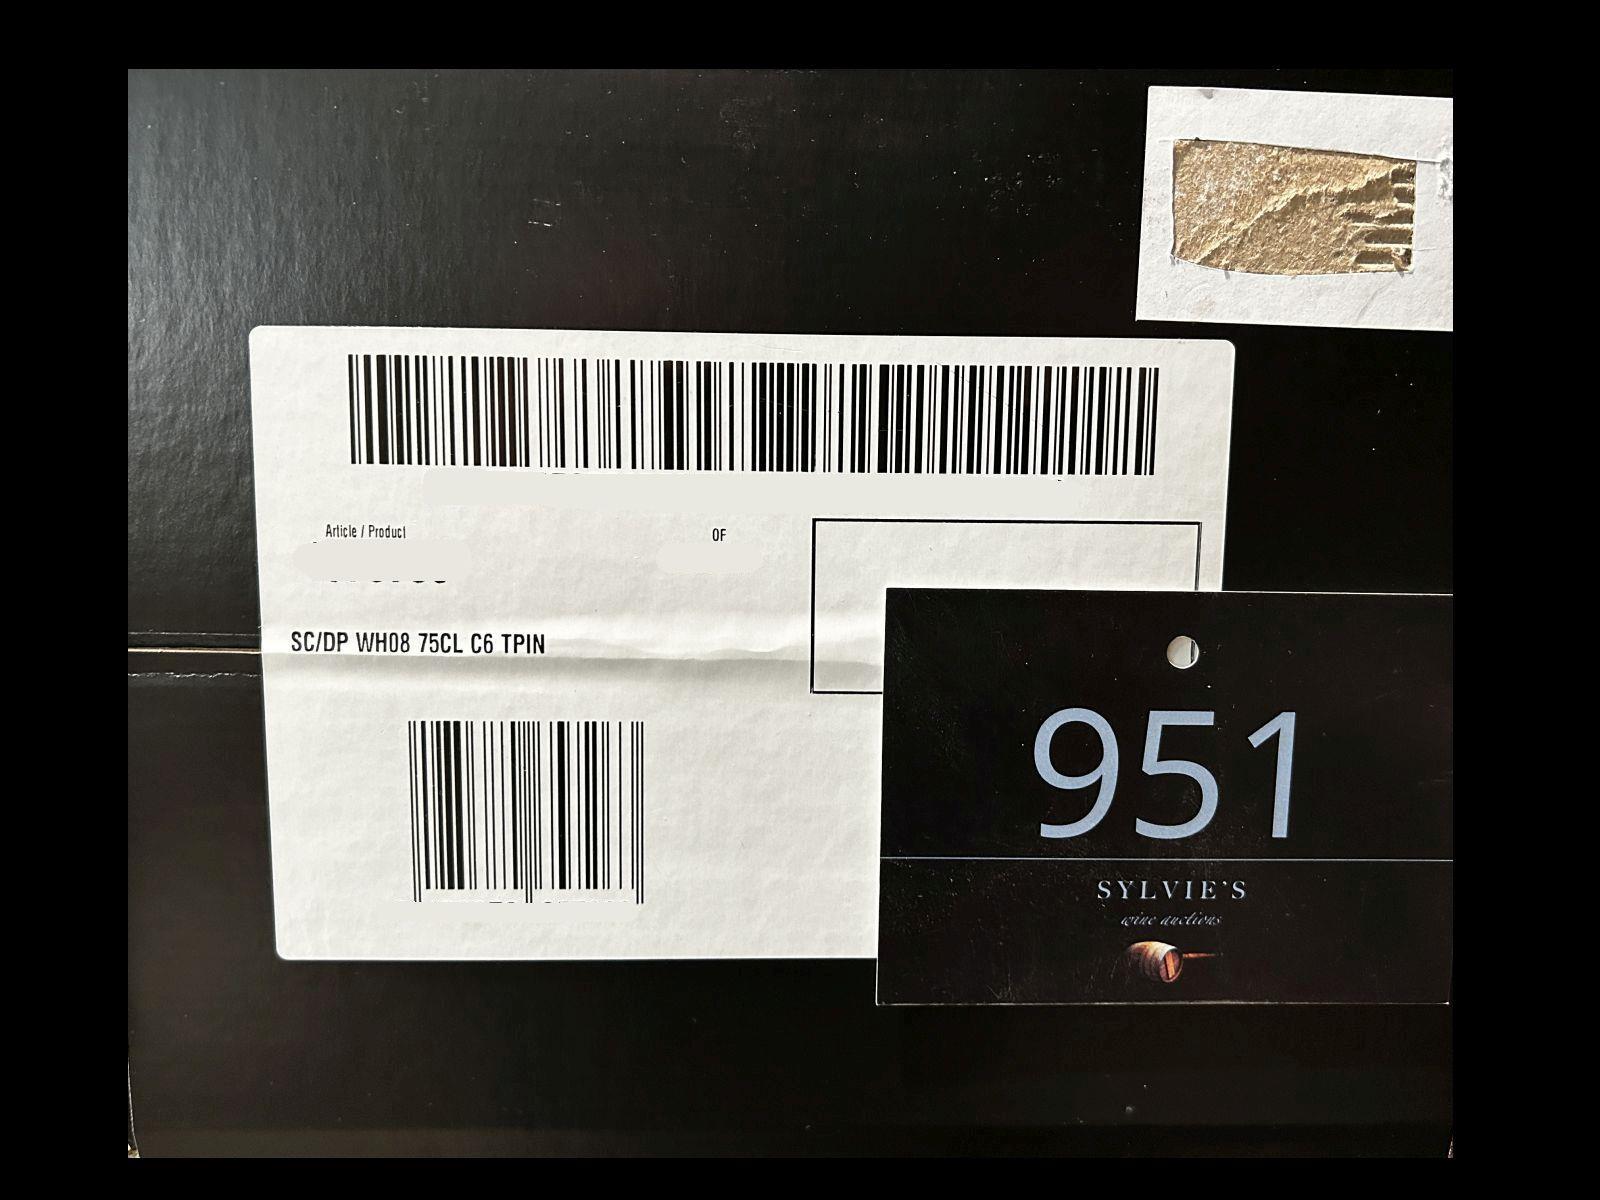 Article / Product
OF
SC/DP WH08 75CL C6 TPIN
951
SYLVIE'S
wine auctions